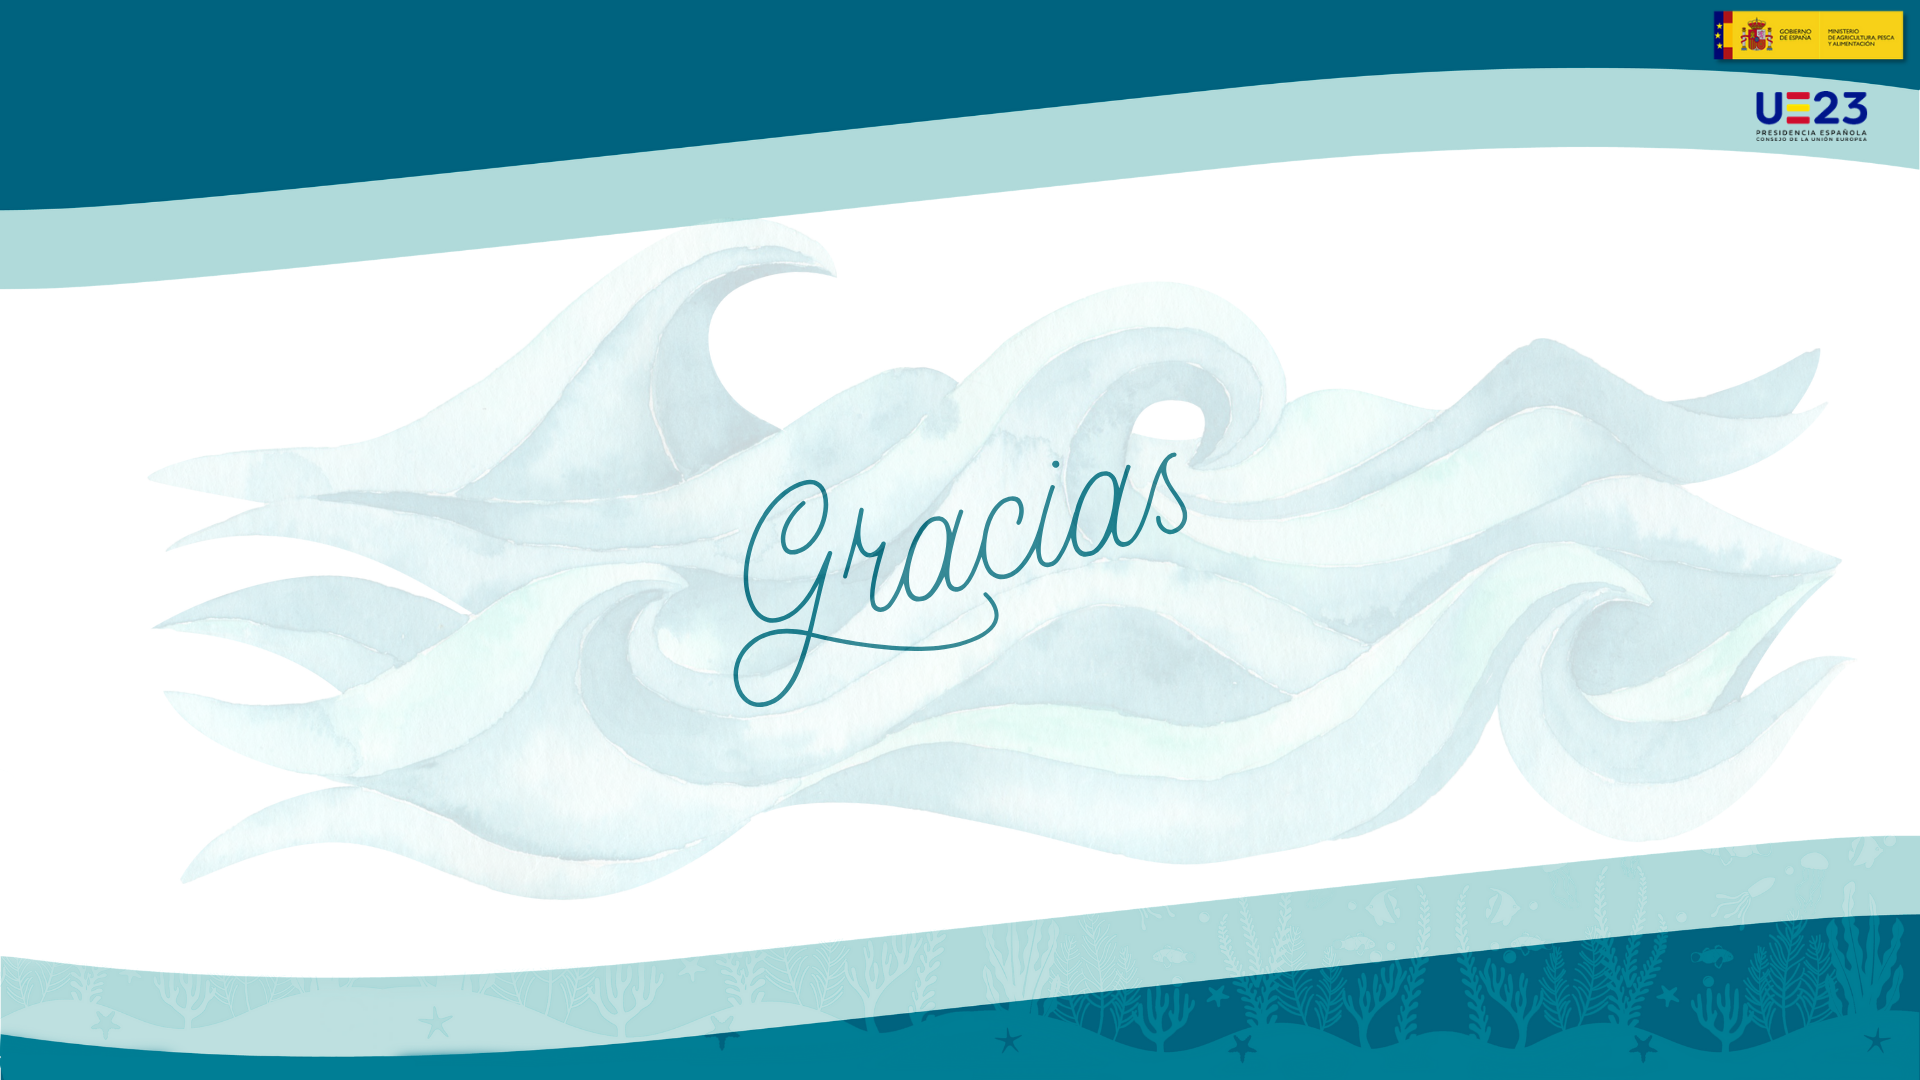 GOBIERNO
DE ESPAÑA
MINISTERIO
DE AGRICULTURA, PESCA
Y ALIMENTACIÓN
UE23
PRESIDENCIA ESPAÑOLA
CONSEJO DE LA UNIÓN EUROPEA
Gracias